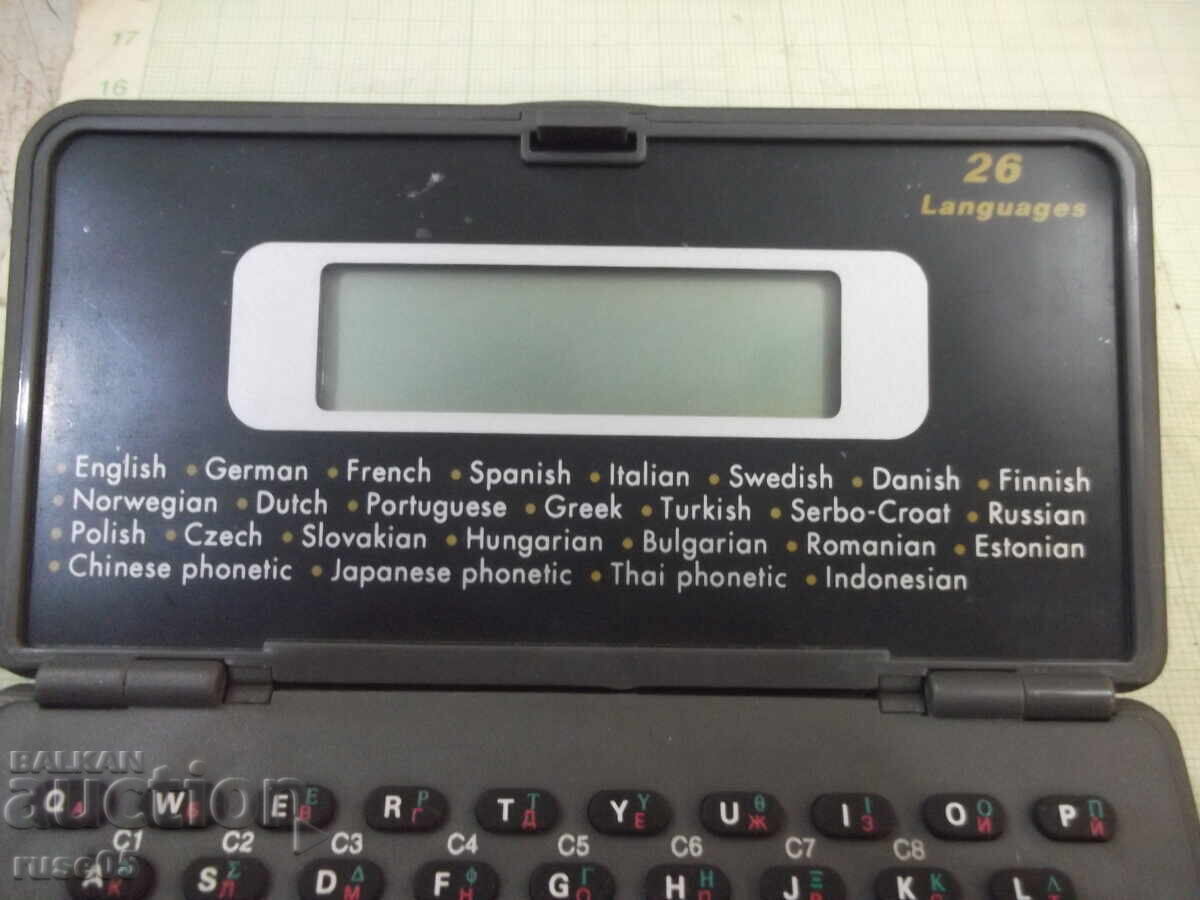 17
16
26
Languages
• English • German • French • Spanish • Italian • Swedish • Danish • Finnish
• Norwegian • Dutch • Portuguese • Greek • Turkish • Serbo-Croat • Russian
• Polish • Czech • Slovakian • Hungarian • Bulgarian • Romanian • Estonian
• Chinese phonetic • Japanese phonetic • Thai phonetic • Indonesian
BALKAN
auction
ruse05
Q А W Б E Ε В R Ρ Г T Τ Д Y Υ Е U Θ Ж I Ι З O Ο И P Π Й
C1 C2 C3 C4 C5 C6 C7 C8
A К S Σ Л D Δ М F Φ Н G Γ О H Η П J Ξ Р K Κ С L Λ Т